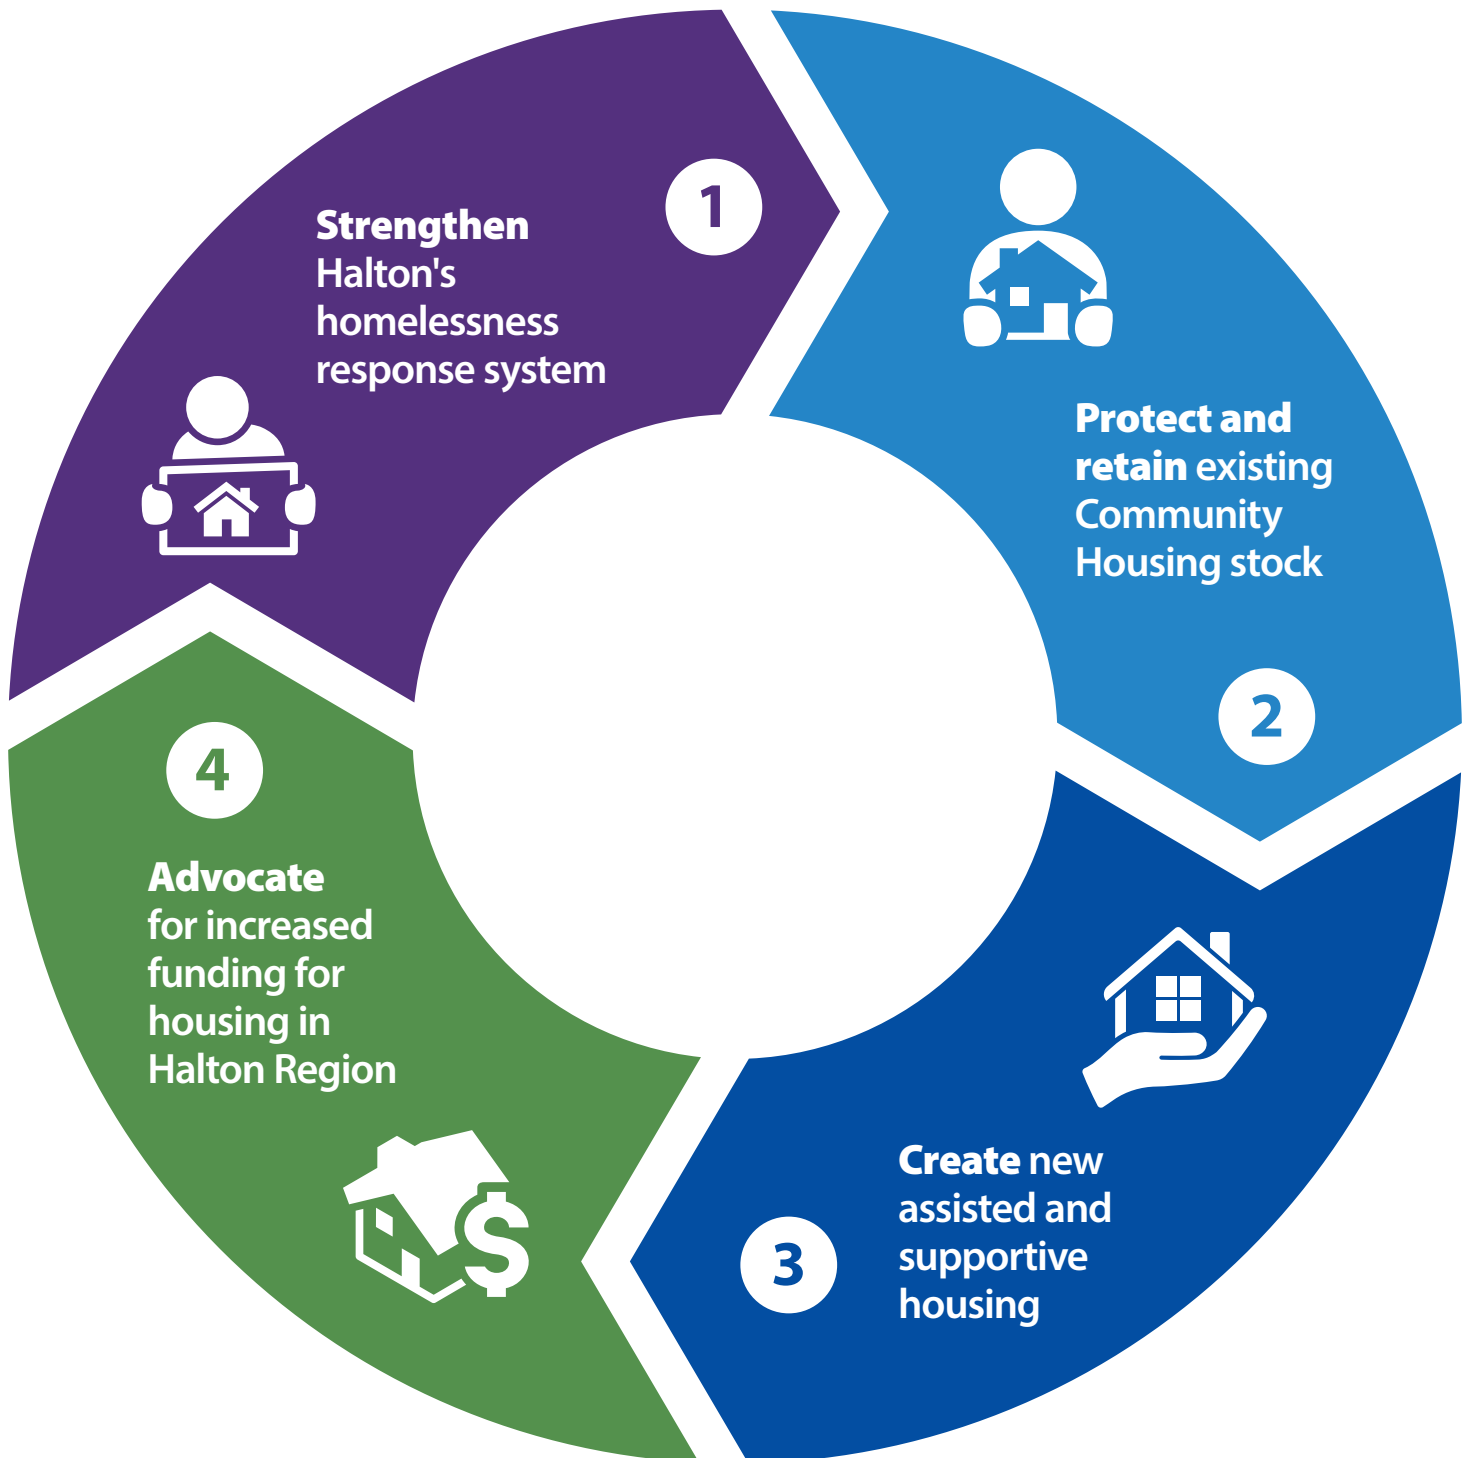 1
Strengthen
Halton's
homelessness
response system
Protect and
retain existing
Community
Housing stock
2
Create new
assisted and
supportive
housing
3
4
Advocate
for increased
funding for
housing in
Halton Region
$